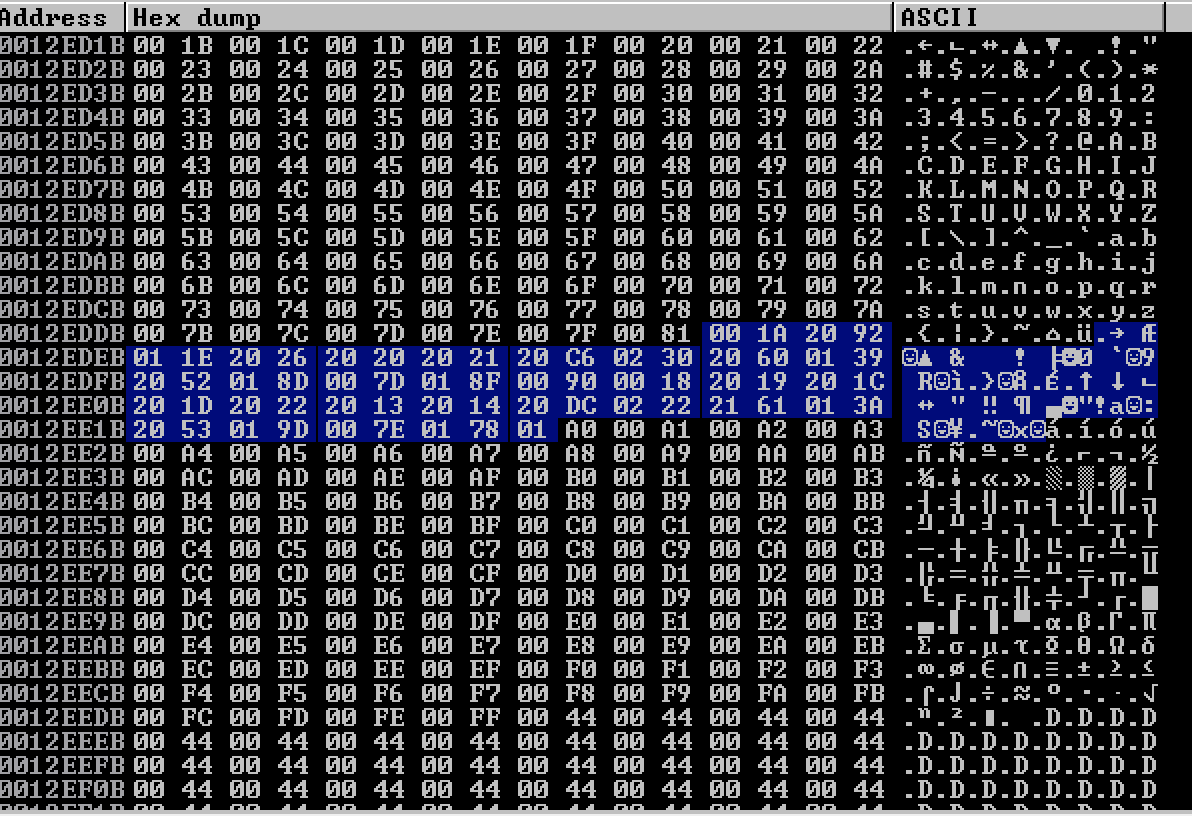 Address Hex dump ASCII
0012ED1B 00 1B 00 1C 00 1D 00 1E 00 1F 00 20 00 21 00 22 .←.∟.↔.▲.▼. .!."
0012ED2B 00 23 00 24 00 25 00 26 00 27 00 28 00 29 00 2A .#.$.%.&.'.(.).*
0012ED3B 00 2B 00 2C 00 2D 00 2E 00 2F 00 30 00 31 00 32 .+.,.-.../.0.1.2
0012ED4B 00 33 00 34 00 35 00 36 00 37 00 38 00 39 00 3A .3.4.5.6.7.8.9.:
0012ED5B 00 3B 00 3C 00 3D 00 3E 00 3F 00 40 00 41 00 42 .;.<.=.>.?.@.A.B
0012ED6B 00 43 00 44 00 45 00 46 00 47 00 48 00 49 00 4A .C.D.E.F.G.H.I.J
0012ED7B 00 4B 00 4C 00 4D 00 4E 00 4F 00 50 00 51 00 52 .K.L.M.N.O.P.Q.R
0012ED8B 00 53 00 54 00 55 00 56 00 57 00 58 00 59 00 5A .S.T.U.V.W.X.Y.Z
0012ED9B 00 5B 00 5C 00 5D 00 5E 00 5F 00 60 00 61 00 62 .[.\.].^._.`.a.b
0012EDAB 00 63 00 64 00 65 00 66 00 67 00 68 00 69 00 6A .c.d.e.f.g.h.i.j
0012EDBB 00 6B 00 6C 00 6D 00 6E 00 6F 00 70 00 71 00 72 .k.l.m.n.o.p.q.r
0012EDCB 00 73 00 74 00 75 00 76 00 77 00 78 00 79 00 7A .s.t.u.v.w.x.y.z
0012EDDB 00 7B 00 7C 00 7D 00 7E 00 7F 00 81 00 1A 20 92 .{.¦.}.~.⌂.ü.→ Æ
0012EDEB 01 1E 20 26 20 20 20 21 20 C6 02 30 20 60 01 39 ☺▲ &   ! ╞☻0 `☺9
0012EDFB 20 52 01 8D 00 7D 01 8F 00 90 00 18 20 19 20 1C  R☺ì.}☺Å.É.↑ ↓ ∟
0012EE0B 20 1D 20 22 20 13 20 14 20 DC 02 22 21 61 01 3A  ↔ " ‼ ¶ ▄☻"!a☺:
0012EE1B 20 53 01 9D 00 7E 01 78 01 A0 00 A1 00 A2 00 A3  S☺¥.~☺x☺á.í.ó.ú
0012EE2B 00 A4 00 A5 00 A6 00 A7 00 A8 00 A9 00 AA 00 AB .ñ.Ñ.ª.º.¿.⌐.¬.½
0012EE3B 00 AC 00 AD 00 AE 00 AF 00 B0 00 B1 00 B2 00 B3 .¼.¡.«.».░.▒.▓.│
0012EE4B 00 B4 00 B5 00 B6 00 B7 00 B8 00 B9 00 BA 00 BB .┤.╡.╢.╖.╕.╣.║.╗
0012EE5B 00 BC 00 BD 00 BE 00 BF 00 C0 00 C1 00 C2 00 C3 .╝.╜.╛.┐.└.┴.┬.├
0012EE6B 00 C4 00 C5 00 C6 00 C7 00 C8 00 C9 00 CA 00 CB .─.┼.╞.╟.╚.╔.╩.╦
0012EE7B 00 CC 00 CD 00 CE 00 CF 00 D0 00 D1 00 D2 00 D3 .╠.═.╬.╧.╨.╤.╥.╙
0012EE8B 00 D4 00 D5 00 D6 00 D7 00 D8 00 D9 00 DA 00 DB .╘.╒.╓.╫.╪.┘.┌.█
0012EE9B 00 DC 00 DD 00 DE 00 DF 00 E0 00 E1 00 E2 00 E3 .▄.▌.▐.▀.α.β.Γ.π
0012EEAB 00 E4 00 E5 00 E6 00 E7 00 E8 00 E9 00 EA 00 EB .Σ.σ.µ.τ.Φ.Θ.Ω.δ
0012EEBB 00 EC 00 ED 00 EE 00 EF 00 F0 00 F1 00 F2 00 F3 .∞.ø.∈.∩.≡.±.≥.≤
0012EECB 00 F4 00 F5 00 F6 00 F7 00 F8 00 F9 00 FA 00 FB .⌠.⌡.÷.≈.°.∙.·.√
0012EEDB 00 FC 00 FD 00 FE 00 FF 00 44 00 44 00 44 00 44 .ⁿ.².■. .D.D.D.D
0012EEEB 00 44 00 44 00 44 00 44 00 44 00 44 00 44 00 44 .D.D.D.D.D.D.D.D
0012EEFB 00 44 00 44 00 44 00 44 00 44 00 44 00 44 00 44 .D.D.D.D.D.D.D.D
0012EF0B 00 44 00 44 00 44 00 44 00 44 00 44 00 44 00 44 .D.D.D.D.D.D.D.D